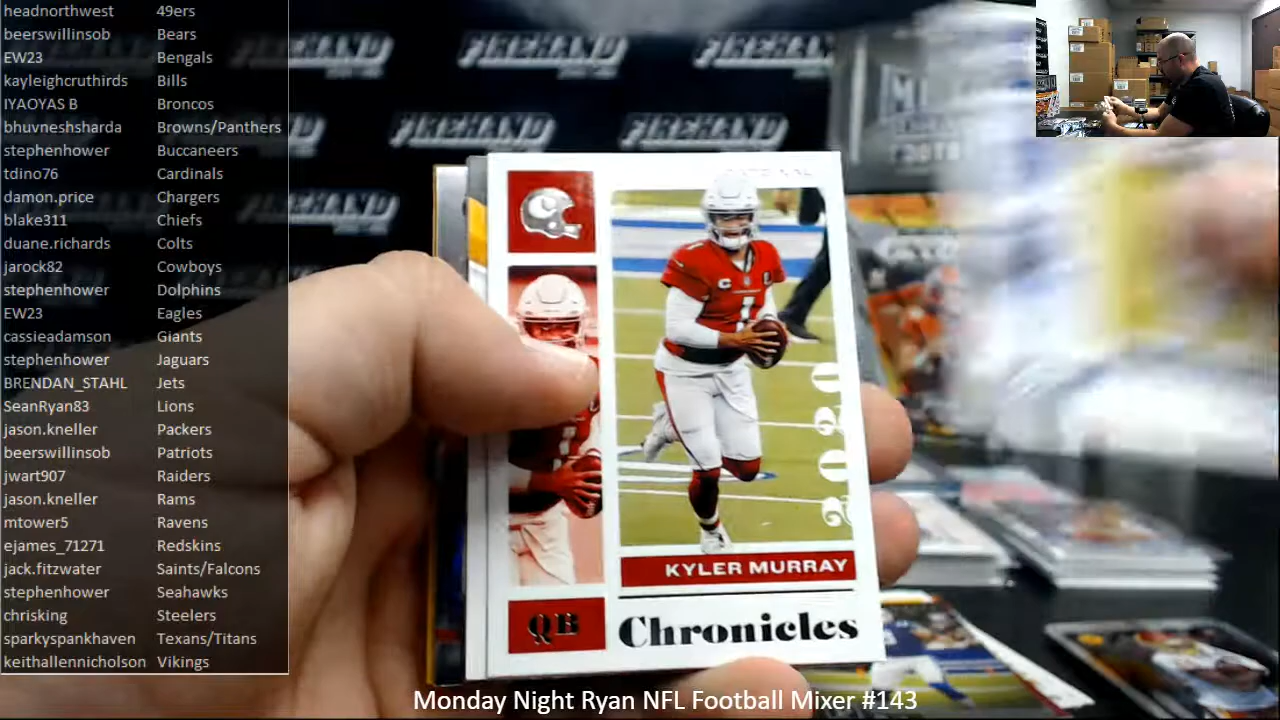 headnorthwest 49ers
beerswillinsob Bears
EW23 Bengals
kayleighcruthirds Bills
IYAOYAS B Broncos
bhuvneshsharda Browns/Panthers
stephenhower Buccaneers
tdino76 Cardinals
damon.price Chargers
blake311 Chiefs
duane.richards Colts
jarock82 Cowboys
stephenhower Dolphins
EW23 Eagles
cassieadamson Giants
stephenhower Jaguars
BRENDAN_STAHL Jets
SeanRyan83 Lions
jason.kneller Packers
beerswillinsob Patriots
jwart907 Raiders
jason.kneller Rams
mtower5 Ravens
ejames_71271 Redskins
jack.fitzwater Saints/Falcons
stephenhower Seahawks
chrisking Steelers
sparkyspankhaven Texans/Titans
keithallennicholson Vikings
FIREHAND FIREHAND FIREHAND
FIREHAND FIREHAND
FIREHAND
2020
KYLER MURRAY
QB Chronicles
Monday Night Ryan NFL Football Mixer #143